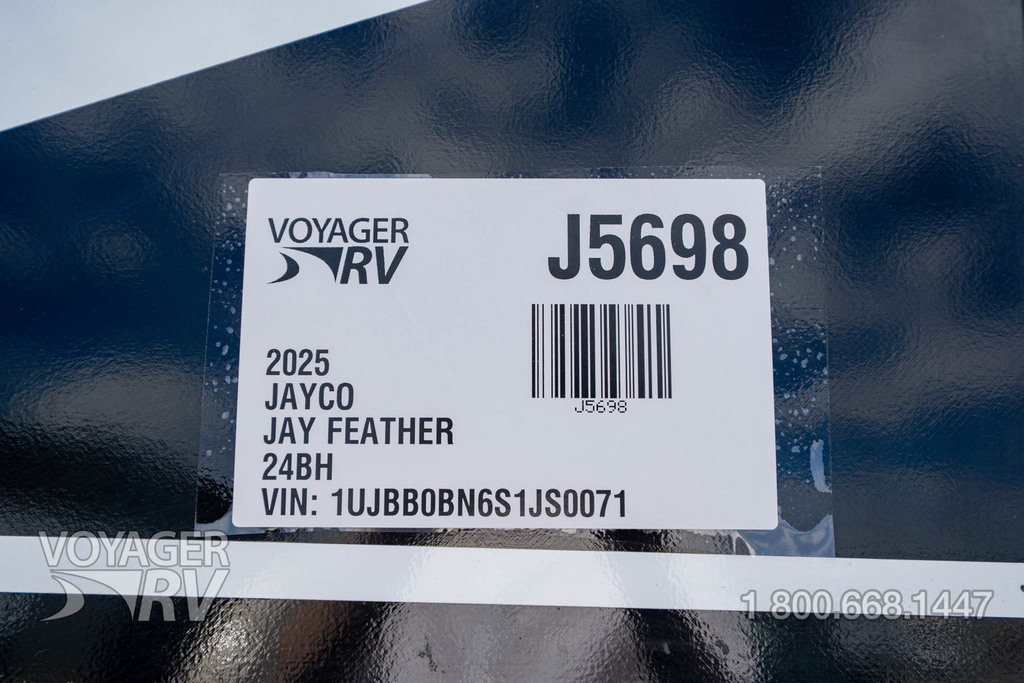 VOYAGER
RV
J5698
J5698
2025
JAYCO
JAY FEATHER
24BH
VIN: 1UJBB0BN6S1JS0071
VOYAGER
RV
1 800.668.1447